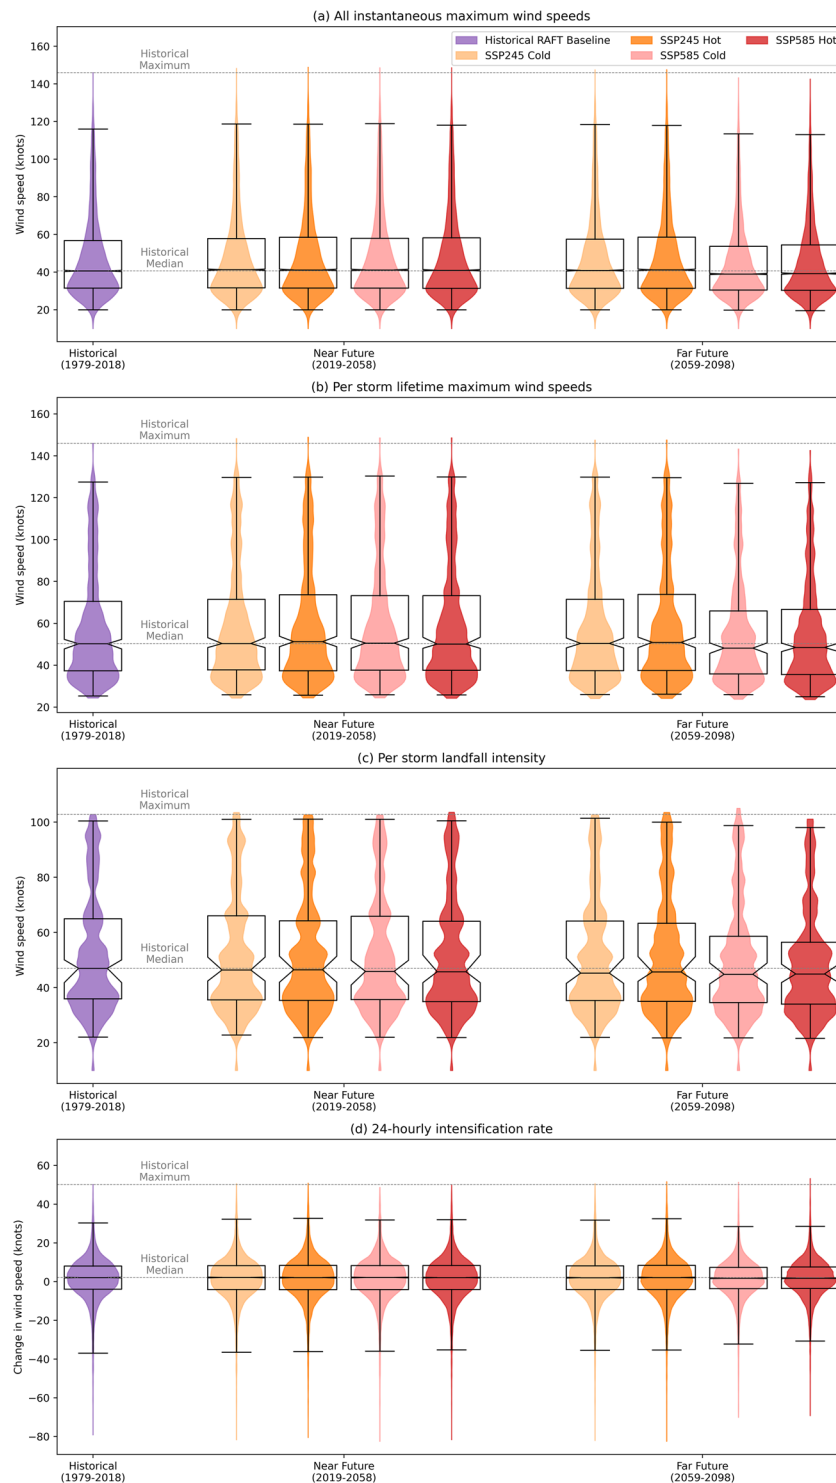 (a) All instantaneous maximum wind speeds
Wind speed (knots)
160
140
120
100
80
60
40
20
Historical
Maximum
Historical
Median
Historical RAFT Baseline
SSP245 Cold
SSP245 Hot
SSP585 Cold
SSP585 Hot
Historical
(1979-2018)
Near Future
(2019-2058)
Far Future
(2059-2098)
(b) Per storm lifetime maximum wind speeds
Wind speed (knots)
160
140
120
100
80
60
40
20
Historical
Maximum
Historical
Median
Historical
(1979-2018)
Near Future
(2019-2058)
Far Future
(2059-2098)
(c) Per storm landfall intensity
Wind speed (knots)
100
80
60
40
20
Historical
Maximum
Historical
Median
Historical
(1979-2018)
Near Future
(2019-2058)
Far Future
(2059-2098)
(d) 24-hourly intensification rate
Change in wind speed (knots)
60
40
20
0
−20
−40
−60
−80
Historical
Maximum
Historical
Median
Historical
(1979-2018)
Near Future
(2019-2058)
Far Future
(2059-2098)